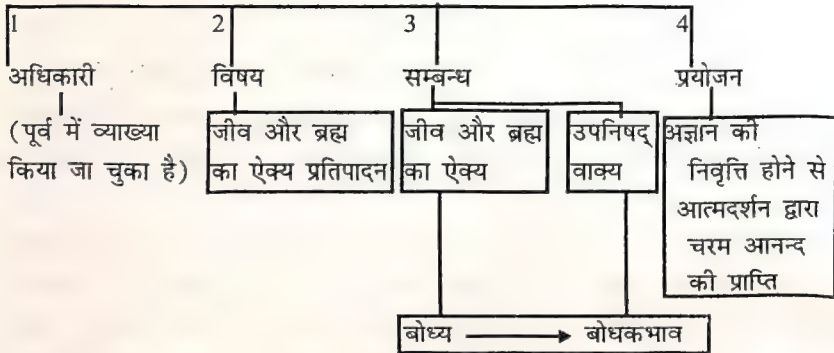 1 2 3 4
अधिकारी विषय सम्बन्ध प्रयोजन
(पूर्व में व्याख्या किया जा चुका है)
जीव और ब्रह्म
का ऐक्य प्रतिपादन
जीव और ब्रह्म
का ऐक्य
उपनिषद्
वाक्य
अज्ञान की
निवृत्ति होने से
आत्मदर्शन द्वारा
चरम आनन्द
की प्राप्ति
बोध्य → बोधकभाव